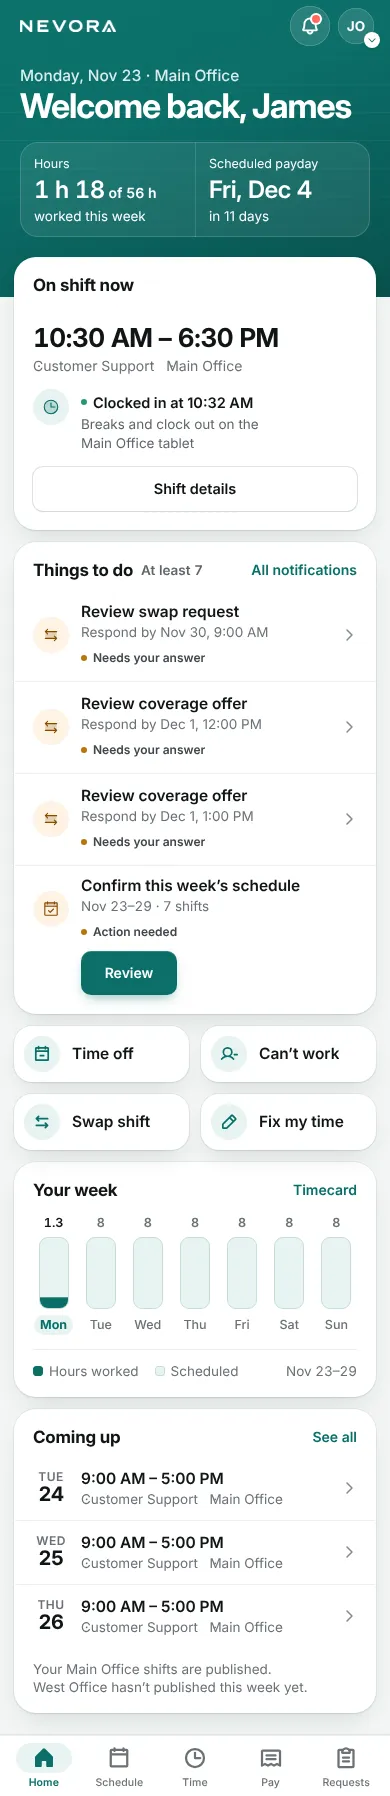 NEVORA
JO
Monday, Nov 23 · Main Office
Welcome back, James
Hours
1 h 18 of 56 h
worked this week
Scheduled payday
Fri, Dec 4
in 11 days
On shift now
10:30 AM – 6:30 PM
Customer Support Main Office
Clocked in at 10:32 AM
Breaks and clock out on the
Main Office tablet
Shift details
Things to do At least 7 All notifications
Review swap request
Respond by Nov 30, 9:00 AM
Needs your answer
Review coverage offer
Respond by Dec 1, 12:00 PM
Needs your answer
Review coverage offer
Respond by Dec 1, 1:00 PM
Needs your answer
Confirm this week’s schedule
Nov 23–29 · 7 shifts
Action needed
Review
Time off
Can’t work
Swap shift
Fix my time
Your week Timecard
1.3 8 8 8 8 8 8
Mon Tue Wed Thu Fri Sat Sun
Hours worked Scheduled Nov 23–29
Coming up See all
TUE
24
9:00 AM – 5:00 PM
Customer Support Main Office
WED
25
9:00 AM – 5:00 PM
Customer Support Main Office
THU
26
9:00 AM – 5:00 PM
Customer Support Main Office
Your Main Office shifts are published.
West Office hasn’t published this week yet.
Home Schedule Time Pay Requests